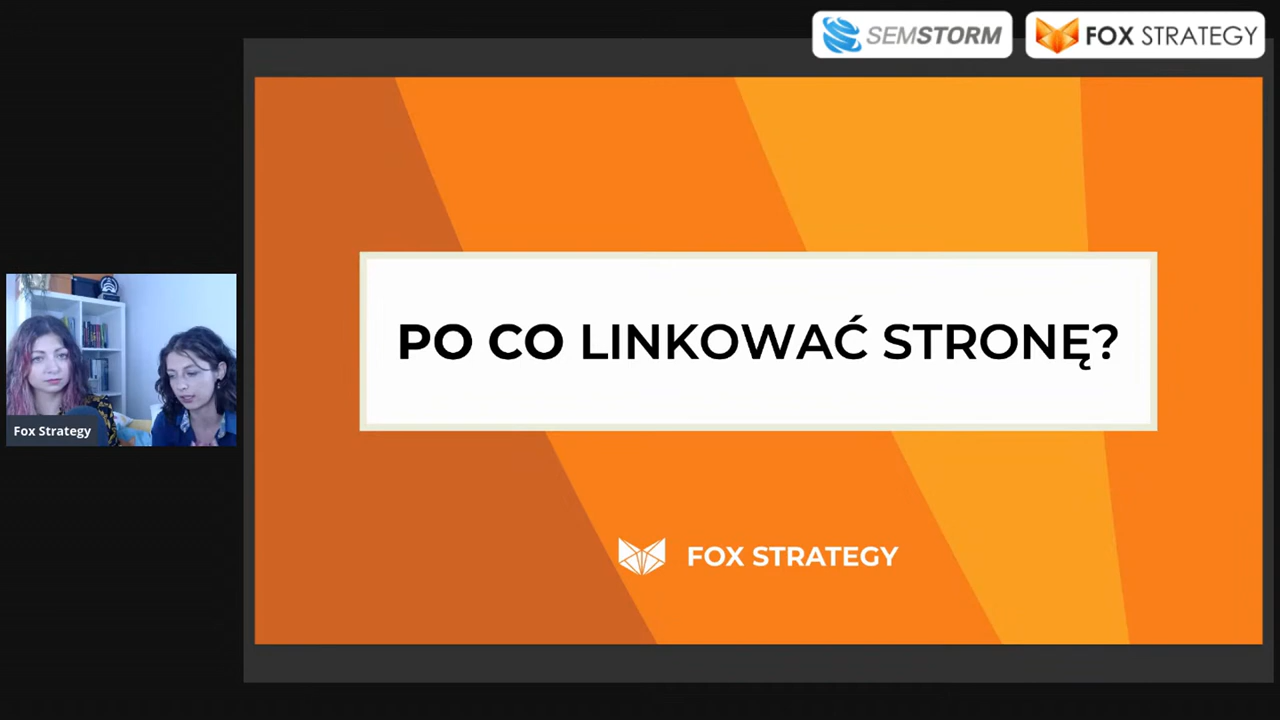 SEMSTORM
FOX STRATEGY
PO CO LINKOWAĆ STRONĘ?
Fox Strategy
FOX STRATEGY